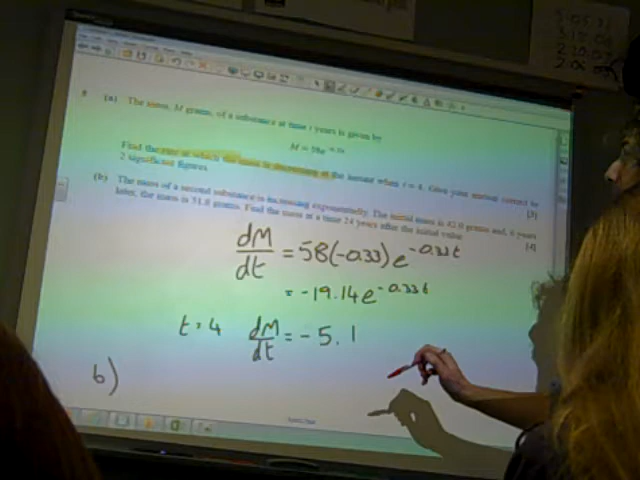 8 (a) The mass, M grams, of a substance at time t years is given by
M = 58e
Find the rate at which the mass is decreasing at the instant when t = 4. Give your answer correct to
2 significant figures. [3]
(b) The mass of a second substance is increasing exponentially. The initial mass is 42.0 grams and, 6 years
later, the mass is 51.8 grams. Find the mass at a time 24 years after the initial value. [4]
dM/dt = 58(-0.33)e^-0.33t
= -19.14e^-0.33t
t = 4 dM/dt = -5.1
b)